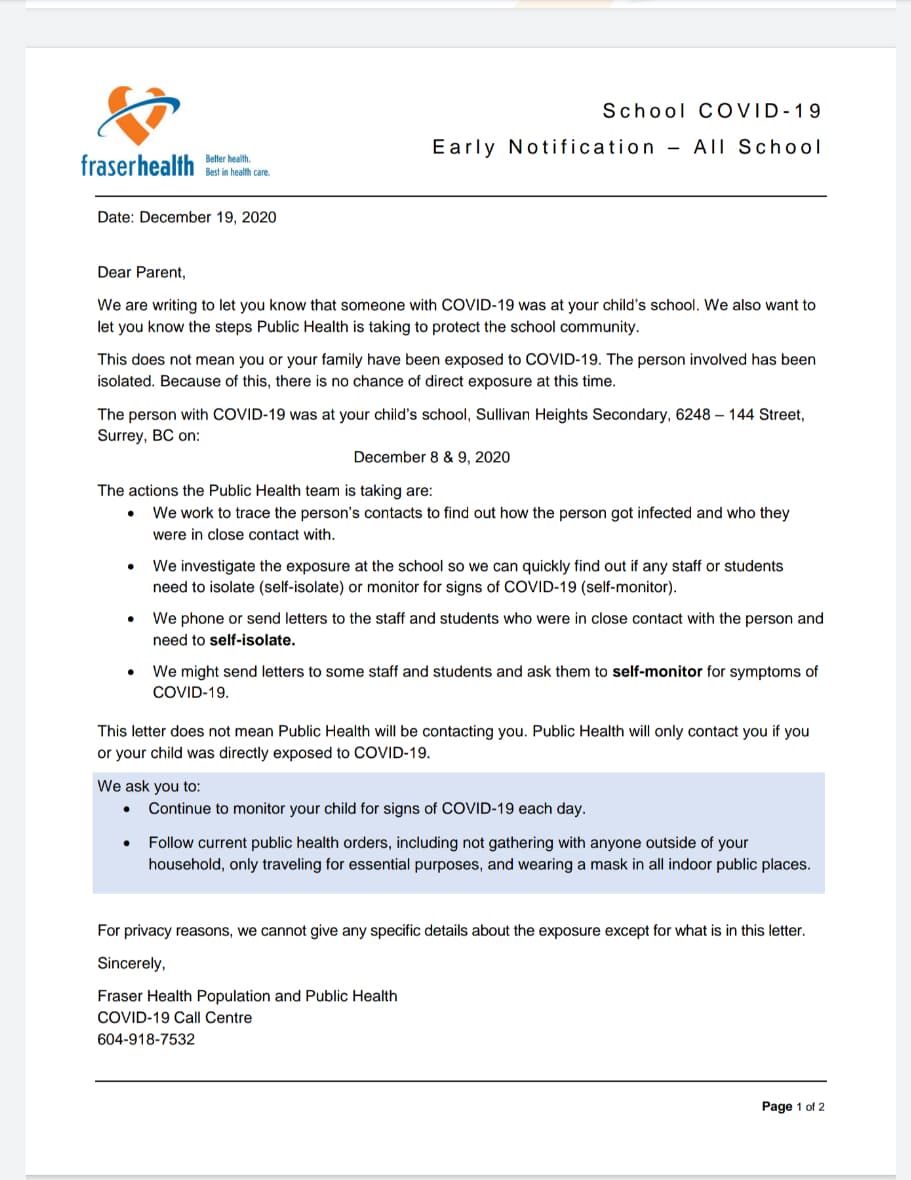 School COVID-19
Early Notification – All School
fraserhealth
Better health.
Best in health care.
Date: December 19, 2020
Dear Parent,
We are writing to let you know that someone with COVID-19 was at your child's school. We also want to
let you know the steps Public Health is taking to protect the school community.
This does not mean you or your family have been exposed to COVID-19. The person involved has been
isolated. Because of this, there is no chance of direct exposure at this time.
The person with COVID-19 was at your child's school, Sullivan Heights Secondary, 6248 – 144 Street,
Surrey, BC on:
December 8 & 9, 2020
The actions the Public Health team is taking are:
• We work to trace the person's contacts to find out how the person got infected and who they
were in close contact with.
• We investigate the exposure at the school so we can quickly find out if any staff or students
need to isolate (self-isolate) or monitor for signs of COVID-19 (self-monitor).
• We phone or send letters to the staff and students who were in close contact with the person and
need to self-isolate.
• We might send letters to some staff and students and ask them to self-monitor for symptoms of
COVID-19.
This letter does not mean Public Health will be contacting you. Public Health will only contact you if you
or your child was directly exposed to COVID-19.
We ask you to:
• Continue to monitor your child for signs of COVID-19 each day.
• Follow current public health orders, including not gathering with anyone outside of your
household, only traveling for essential purposes, and wearing a mask in all indoor public places.
For privacy reasons, we cannot give any specific details about the exposure except for what is in this letter.
Sincerely,
Fraser Health Population and Public Health
COVID-19 Call Centre
604-918-7532
Page 1 of 2